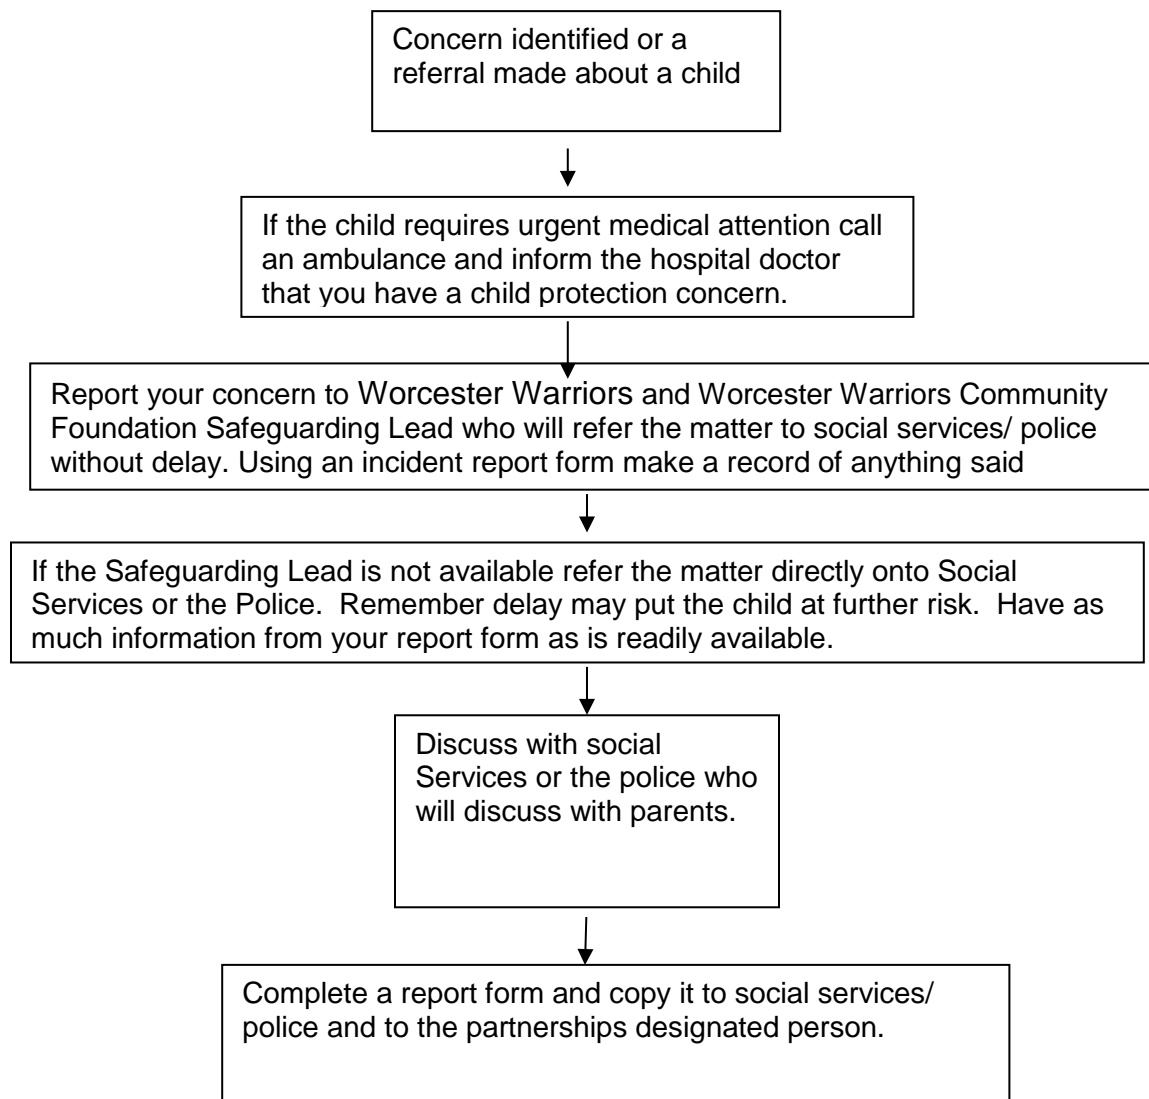 Concern identified or a
referral made about a child
If the child requires urgent medical attention call
an ambulance and inform the hospital doctor
that you have a child protection concern.
Report your concern to Worcester Warriors and Worcester Warriors Community
Foundation Safeguarding Lead who will refer the matter to social services/ police
without delay. Using an incident report form make a record of anything said
If the Safeguarding Lead is not available refer the matter directly onto Social
Services or the Police.  Remember delay may put the child at further risk.  Have as
much information from your report form as is readily available.
Discuss with social
Services or the police who
will discuss with parents.
Complete a report form and copy it to social services/
police and to the partnerships designated person.